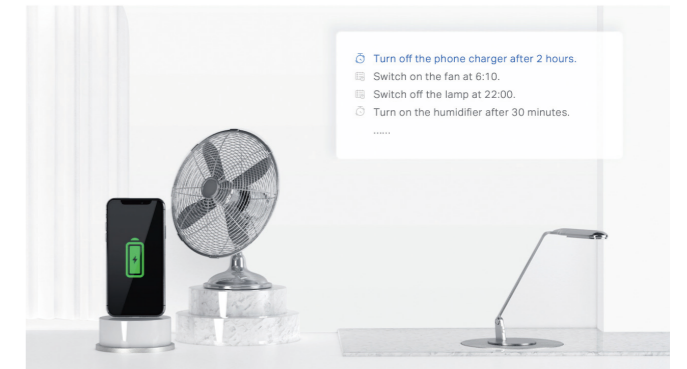 Turn off the phone charger after 2 hours.
Switch on the fan at 6:10.
Switch off the lamp at 22:00.
Turn on the humidifier after 30 minutes.
......